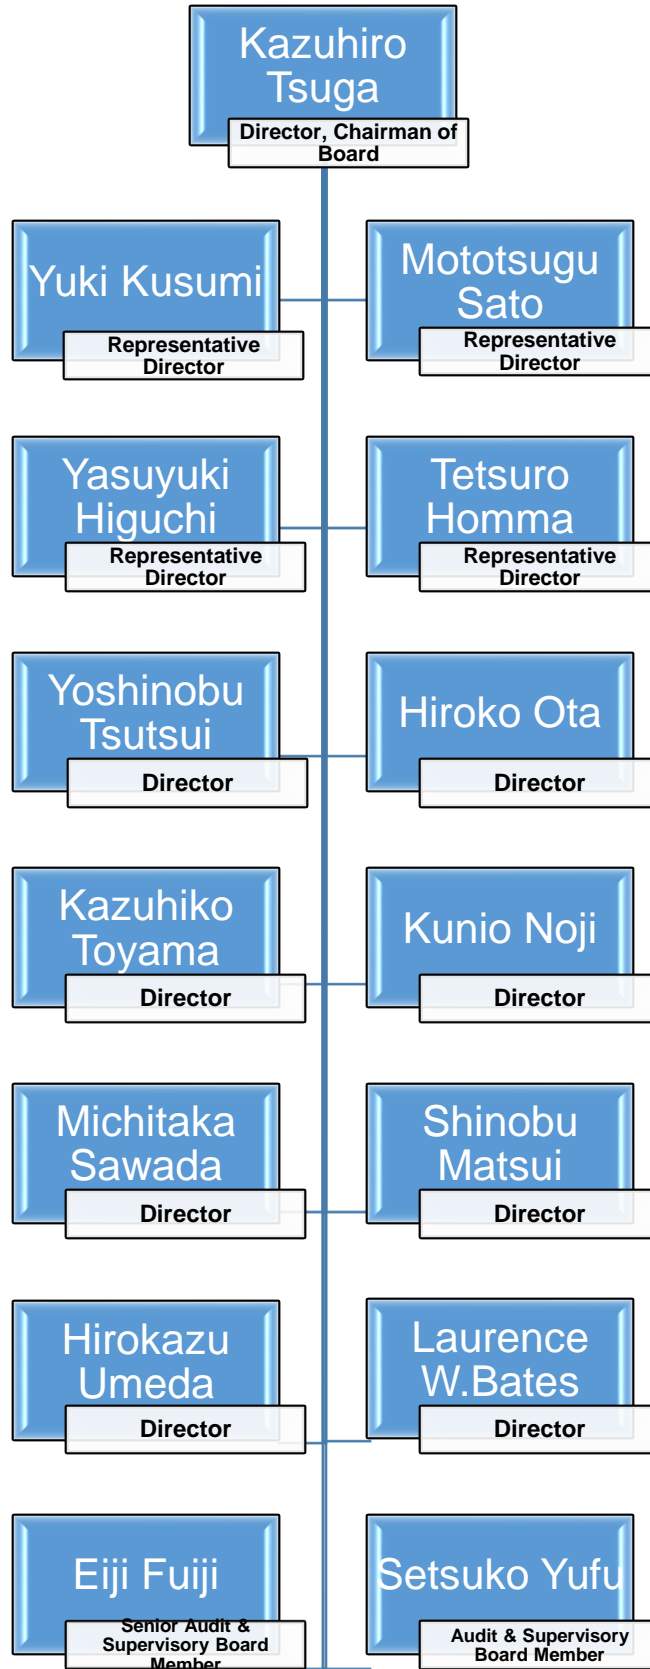 Kazuhiro
Tsuga
Director, Chairman of
Board
Yuki Kusumi
Representative
Director
Mototsugu
Sato
Representative
Director
Yasuyuki
Higuchi
Representative
Director
Tetsuro
Homma
Representative
Director
Yoshinobu
Tsutsui
Director
Hiroko Ota
Director
Kazuhiko
Toyama
Director
Kunio Noji
Director
Michitaka
Sawada
Director
Shinobu
Matsui
Director
Hirokazu
Umeda
Director
Laurence
W.Bates
Director
Eiji Fuiji
Senior Audit &
Supervisory Board
Member
Setsuko Yufu
Audit & Supervisory
Board Member